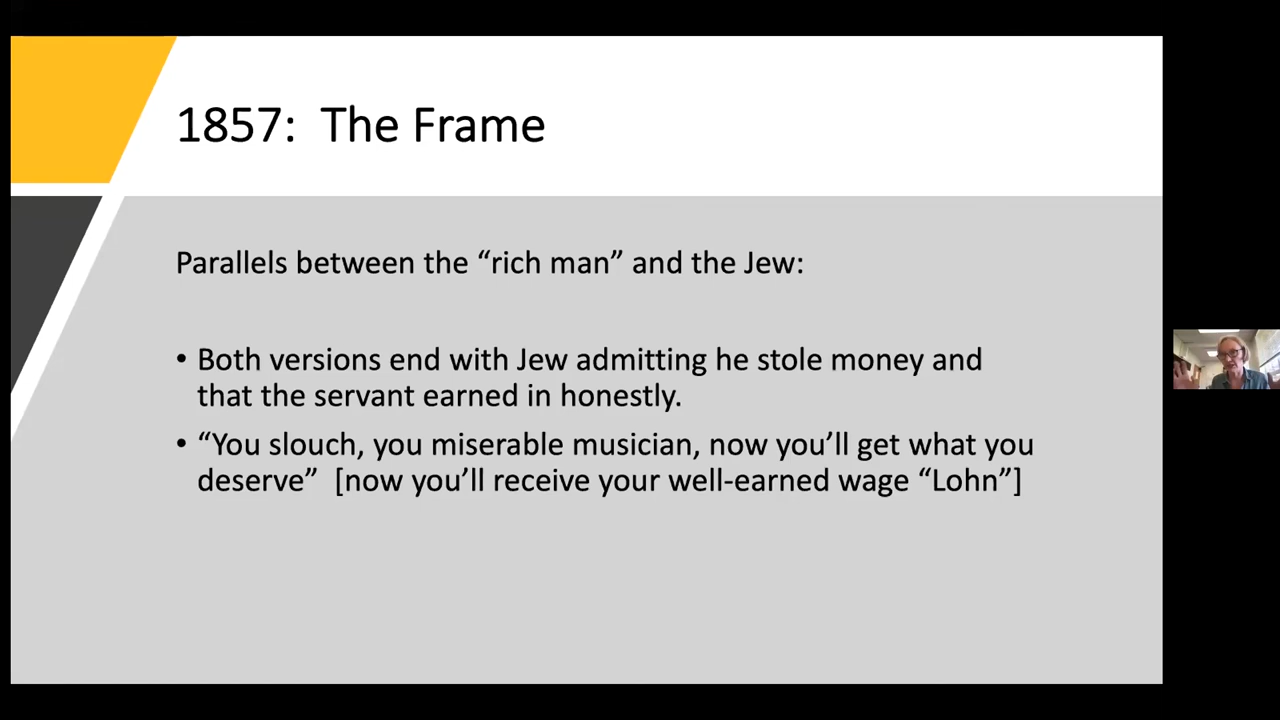 1857: The Frame
Parallels between the “rich man” and the Jew:
• Both versions end with Jew admitting he stole money and
that the servant earned in honestly.
• “You slouch, you miserable musician, now you’ll get what you
deserve” [now you’ll receive your well-earned wage “Lohn”]